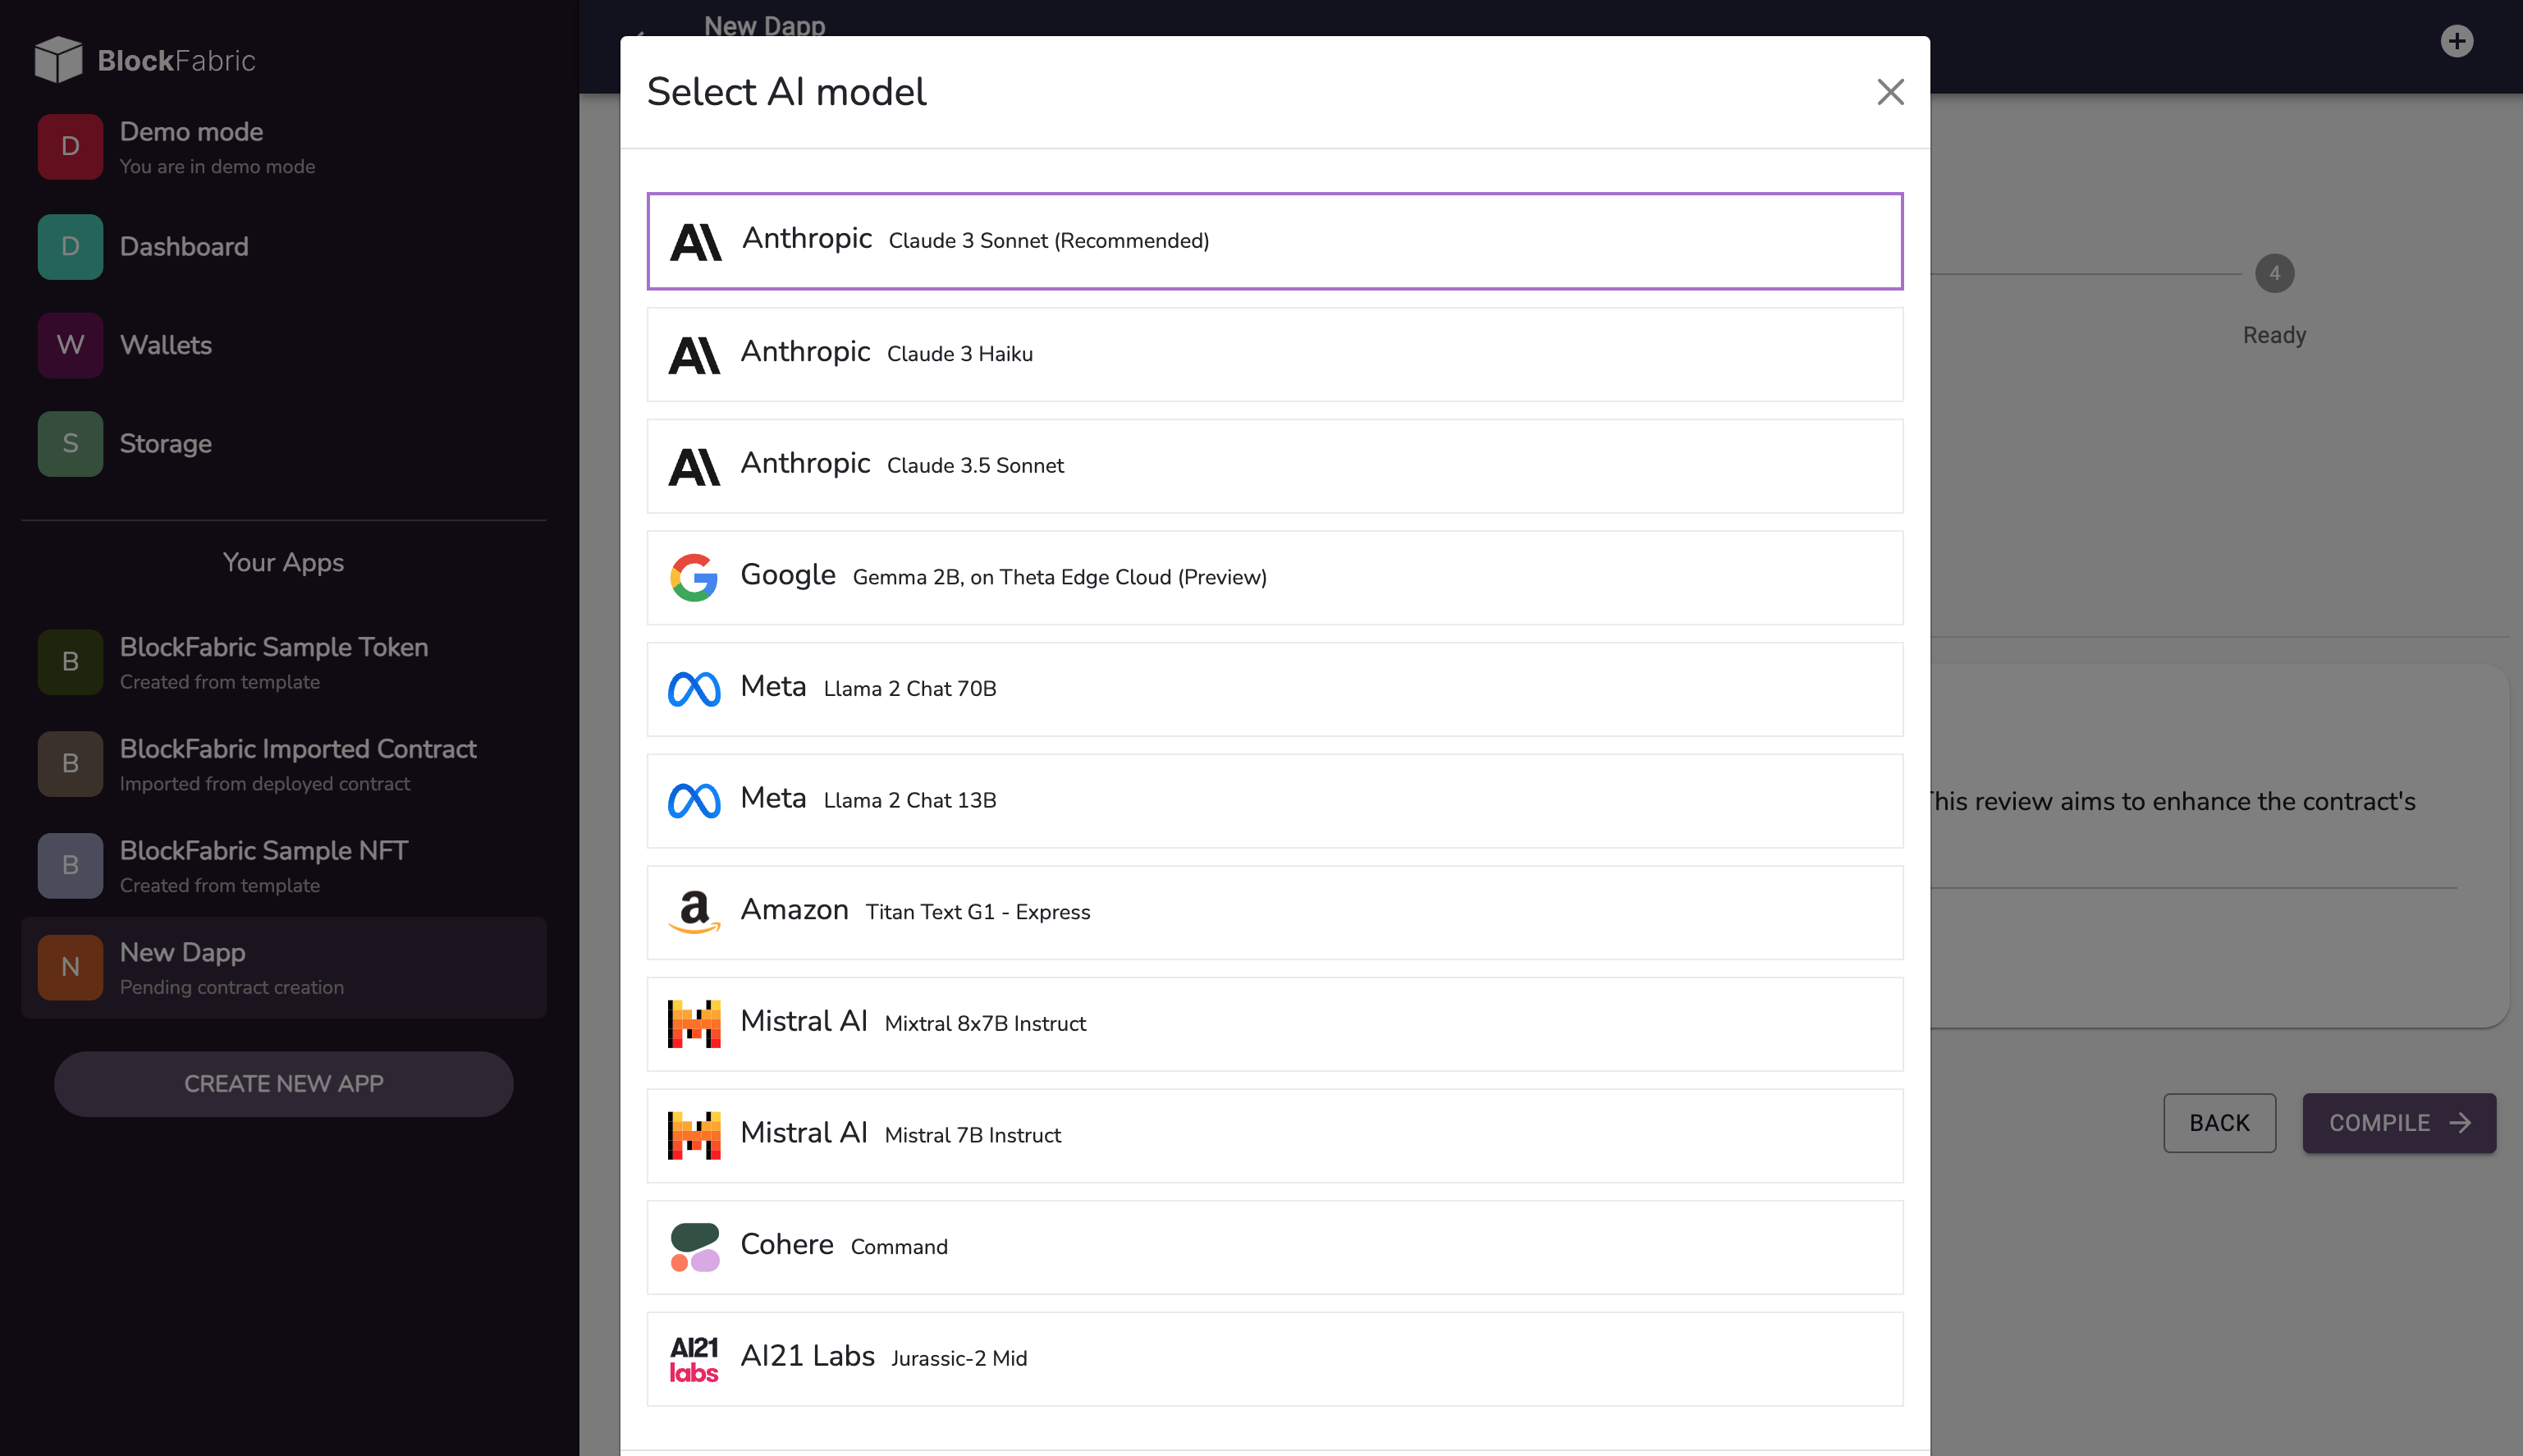 BlockFabric
D
Demo mode
You are in demo mode
D
Dashboard
W
Wallets
S
Storage
Your Apps
B
BlockFabric Sample Token
Created from template
B
BlockFabric Imported Contract
Imported from deployed contract
B
BlockFabric Sample NFT
Created from template
N
New Dapp
Pending contract creation
CREATE NEW APP
New Dapp
Select AI model
Anthropic Claude 3 Sonnet (Recommended)
Anthropic Claude 3 Haiku
Anthropic Claude 3.5 Sonnet
Google Gemma 2B, on Theta Edge Cloud (Preview)
Meta Llama 2 Chat 70B
Meta Llama 2 Chat 13B
a
Amazon Titan Text G1 - Express
Mistral AI Mixtral 8x7B Instruct
Mistral AI Mistral 7B Instruct
Cohere Command
AI21
labs
AI21 Labs Jurassic-2 Mid
4
Ready
This review aims to enhance the contract's
BACK
COMPILE